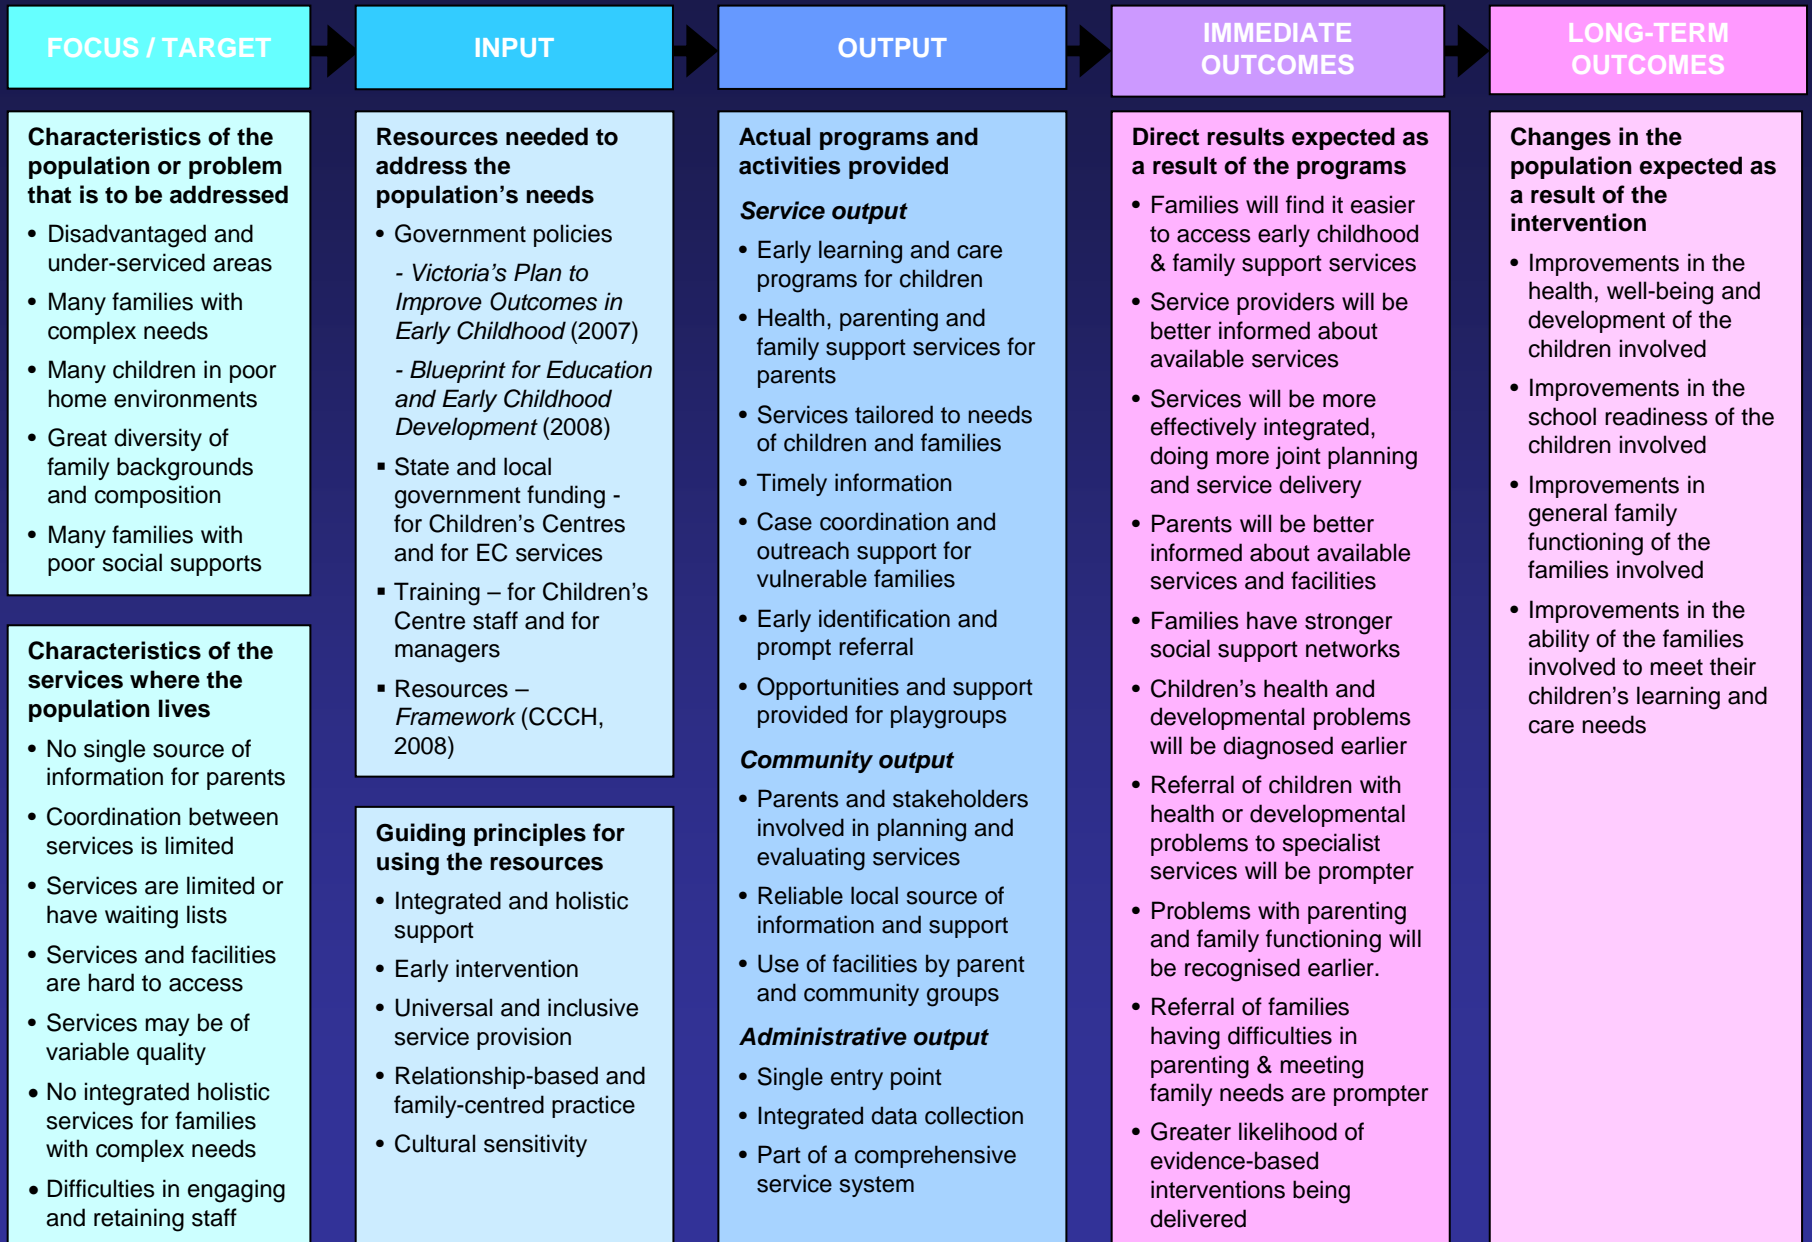 FOCUS / TARGET
INPUT
OUTPUT
IMMEDIATE
OUTCOMES
LONG-TERM
OUTCOMES
Characteristics of the
population or problem
that is to be addressed
• Disadvantaged and
under-serviced areas
• Many families with
complex needs
• Many children in poor
home environments
• Great diversity of
family backgrounds
and composition
• Many families with
poor social supports
Characteristics of the
services where the
population lives
• No single source of
information for parents
• Coordination between
services is limited
• Services are limited or
have waiting lists
• Services and facilities
are hard to access
• Services may be of
variable quality
• No integrated holistic
services for families
with complex needs
• Difficulties in engaging
and retaining staff
Resources needed to
address the
population's needs
• Government policies
- Victoria's Plan to
Improve Outcomes in
Early Childhood (2007)
- Blueprint for Education
and Early Childhood
Development (2008)
▪ State and local
government funding -
for Children's Centres
and for EC services
▪ Training – for Children's
Centre staff and for
managers
▪ Resources –
Framework (CCCH,
2008)
Guiding principles for
using the resources
• Integrated and holistic
support
• Early intervention
• Universal and inclusive
service provision
• Relationship-based and
family-centred practice
• Cultural sensitivity
Actual programs and
activities provided
Service output
• Early learning and care
programs for children
• Health, parenting and
family support services for
parents
• Services tailored to needs
of children and families
• Timely information
• Case coordination and
outreach support for
vulnerable families
• Early identification and
prompt referral
• Opportunities and support
provided for playgroups
Community output
• Parents and stakeholders
involved in planning and
evaluating services
• Reliable local source of
information and support
• Use of facilities by parent
and community groups
Administrative output
• Single entry point
• Integrated data collection
• Part of a comprehensive
service system
Direct results expected as
a result of the programs
• Families will find it easier
to access early childhood
& family support services
• Service providers will be
better informed about
available services
• Services will be more
effectively integrated,
doing more joint planning
and service delivery
• Parents will be better
informed about available
services and facilities
• Families have stronger
social support networks
• Children's health and
developmental problems
will be diagnosed earlier
• Referral of children with
health or developmental
problems to specialist
services will be prompter
• Problems with parenting
and family functioning will
be recognised earlier.
• Referral of families
having difficulties in
parenting & meeting
family needs are prompter
• Greater likelihood of
evidence-based
interventions being
delivered
Changes in the
population expected as
a result of the
intervention
• Improvements in the
health, well-being and
development of the
children involved
• Improvements in the
school readiness of the
children involved
• Improvements in
general family
functioning of the
families involved
• Improvements in the
ability of the families
involved to meet their
children's learning and
care needs